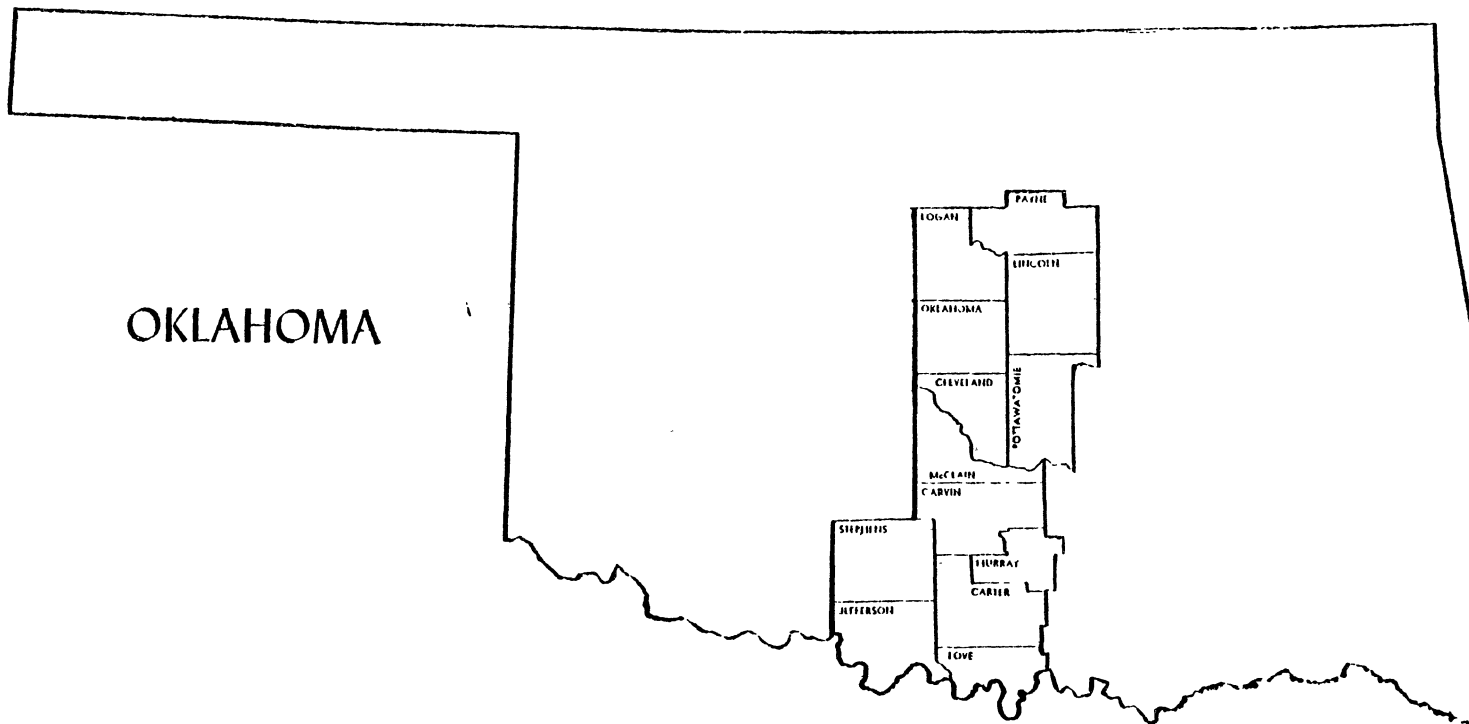 PAYNE
LOGAN
LINCOLN
OKLAHOMA
OKLAHOMA
POTTAWATOMIE
CLEVELAND
McCLAIN
GARVIN
STEPHENS
MURRAY
CARTER
JEFFERSON
LOVE